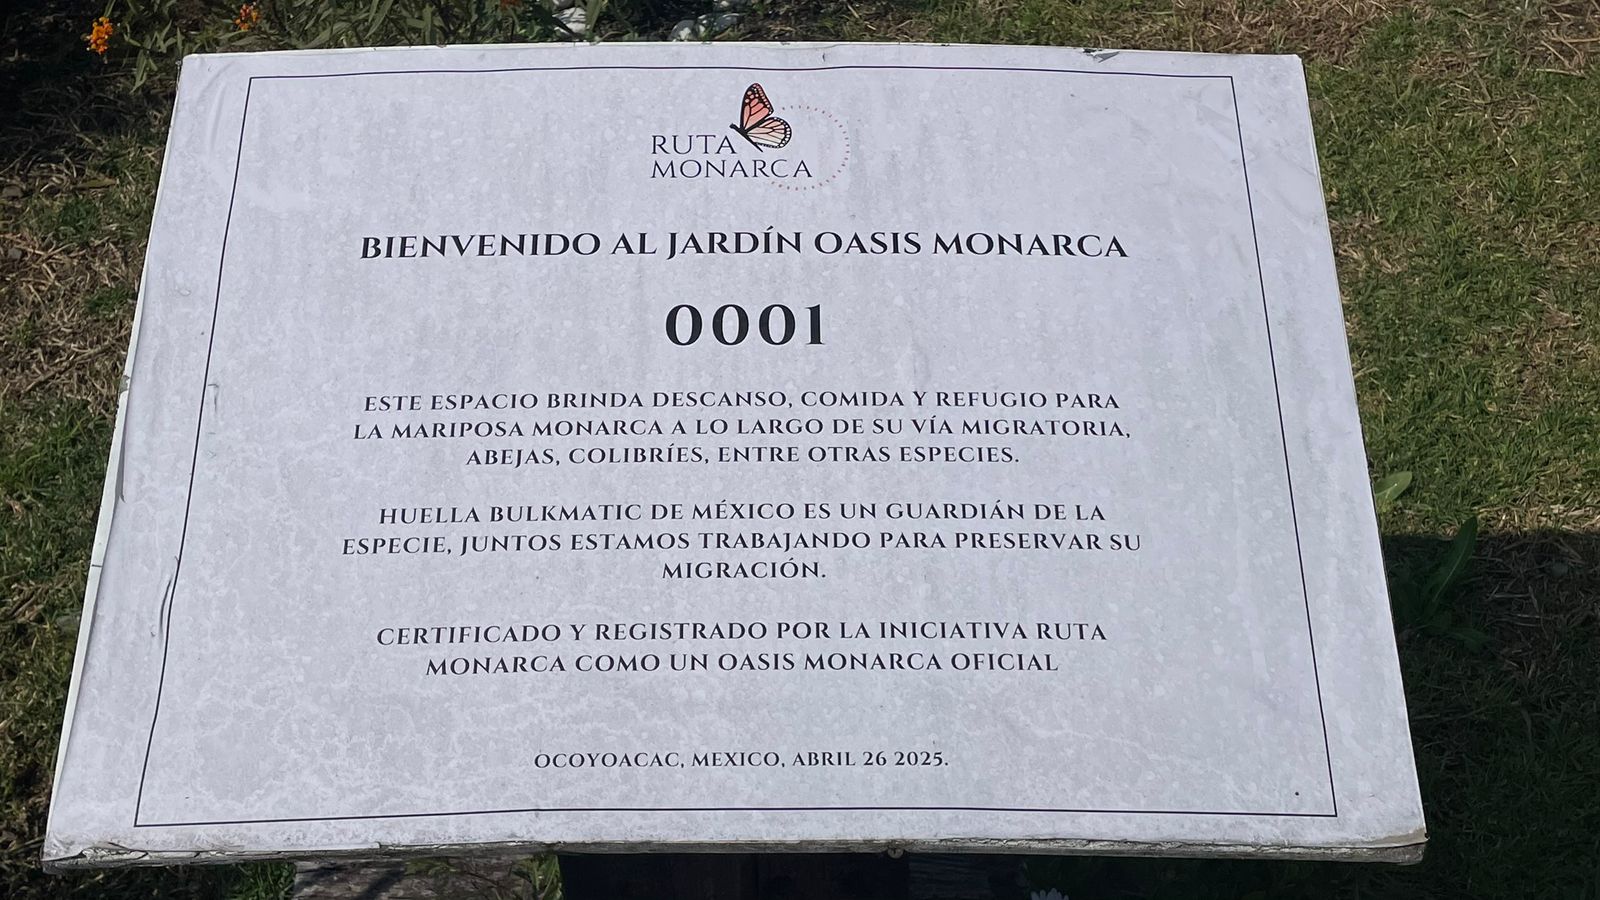 RUTA
MONARCA
BIENVENIDO AL JARDÍN OASIS MONARCA
0001
ESTE ESPACIO BRINDA DESCANSO, COMIDA Y REFUGIO PARA
LA MARIPOSA MONARCA A LO LARGO DE SU VÍA MIGRATORIA,
ABEJAS, COLIBRÍES, ENTRE OTRAS ESPECIES.
HUELLA BULKMATIC DE MÉXICO ES UN GUARDIÁN DE LA
ESPECIE, JUNTOS ESTAMOS TRABAJANDO PARA PRESERVAR SU
MIGRACIÓN.
CERTIFICADO Y REGISTRADO POR LA INICIATIVA RUTA
MONARCA COMO UN OASIS MONARCA OFICIAL
OCOYOACAC, MEXICO, ABRIL 26 2025.